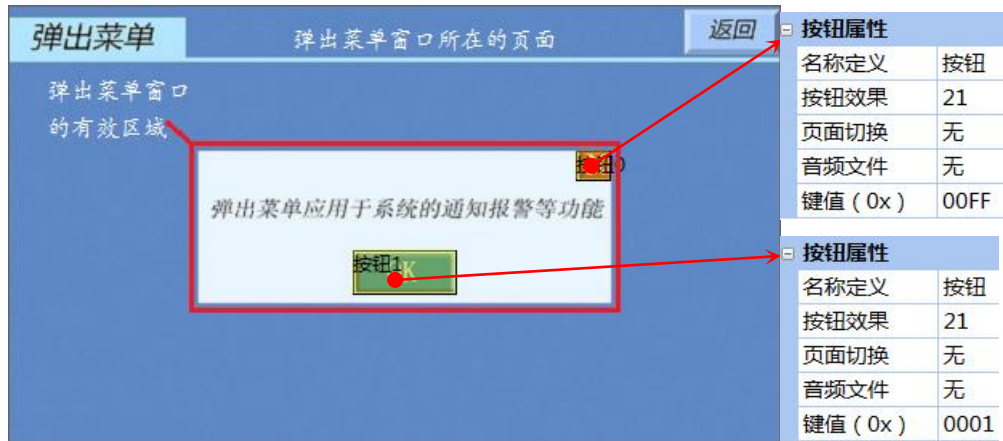 弹出菜单
弹出菜单窗口所在的页面
返回
弹出菜单窗口
的有效区域
按钮0
弹出菜单应用于系统的通知报警等功能
按钮1
K
按钮属性
名称定义 按钮
按钮效果 21
页面切换 无
音频文件 无
键值（0x） 00FF
按钮属性
名称定义 按钮
按钮效果 21
页面切换 无
音频文件 无
键值（0x） 0001